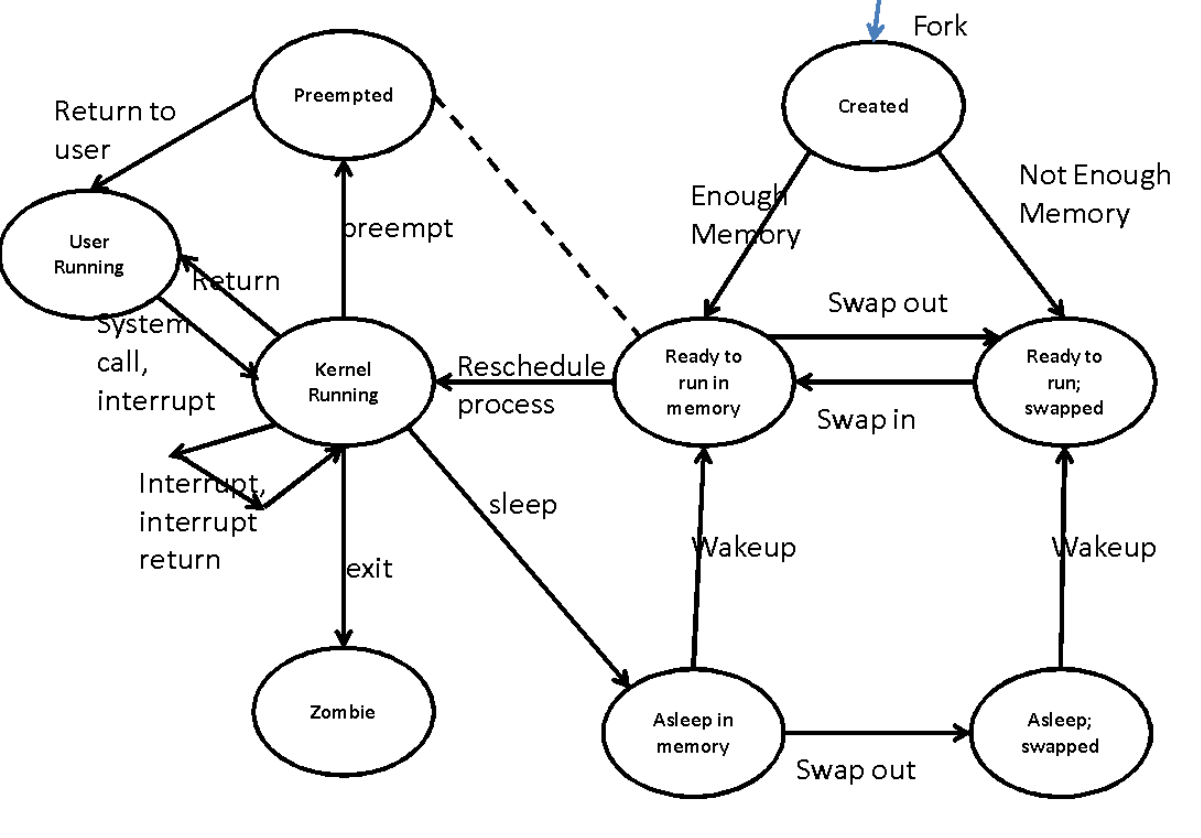 Fork
Preempted
Created
Return to
user
Not Enough
Memory
Enough
Memory
preempt
User
Running
Return
System
call,
interrupt
Swap out
Kernel
Running
Reschedule
process
Ready to
run in
memory
Ready to
run;
swapped
Swap in
Interrupt,
interrupt
return
sleep
Wakeup
Wakeup
exit
Zombie
Asleep in
memory
Asleep;
swapped
Swap out